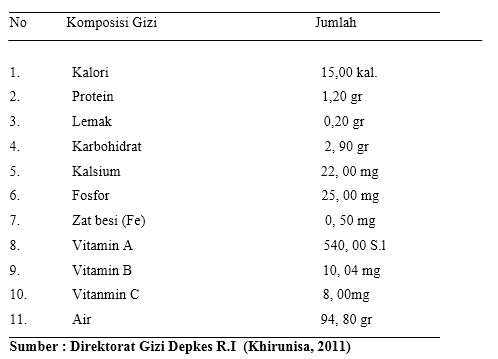 No Komposisi Gizi Jumlah
1. Kalori 15,00 kal.
2. Protein 1,20 gr
3. Lemak 0,20 gr
4. Karbohidrat 2, 90 gr
5. Kalsium 22, 00 mg
6. Fosfor 25, 00 mg
7. Zat besi (Fe) 0, 50 mg
8. Vitamin A 540, 00 S.l
9. Vitamin B 10, 04 mg
10. Vitanmin C 8, 00mg
11. Air 94, 80 gr
Sumber : Direktorat Gizi Depkes R.I (Khirunisa, 2011)